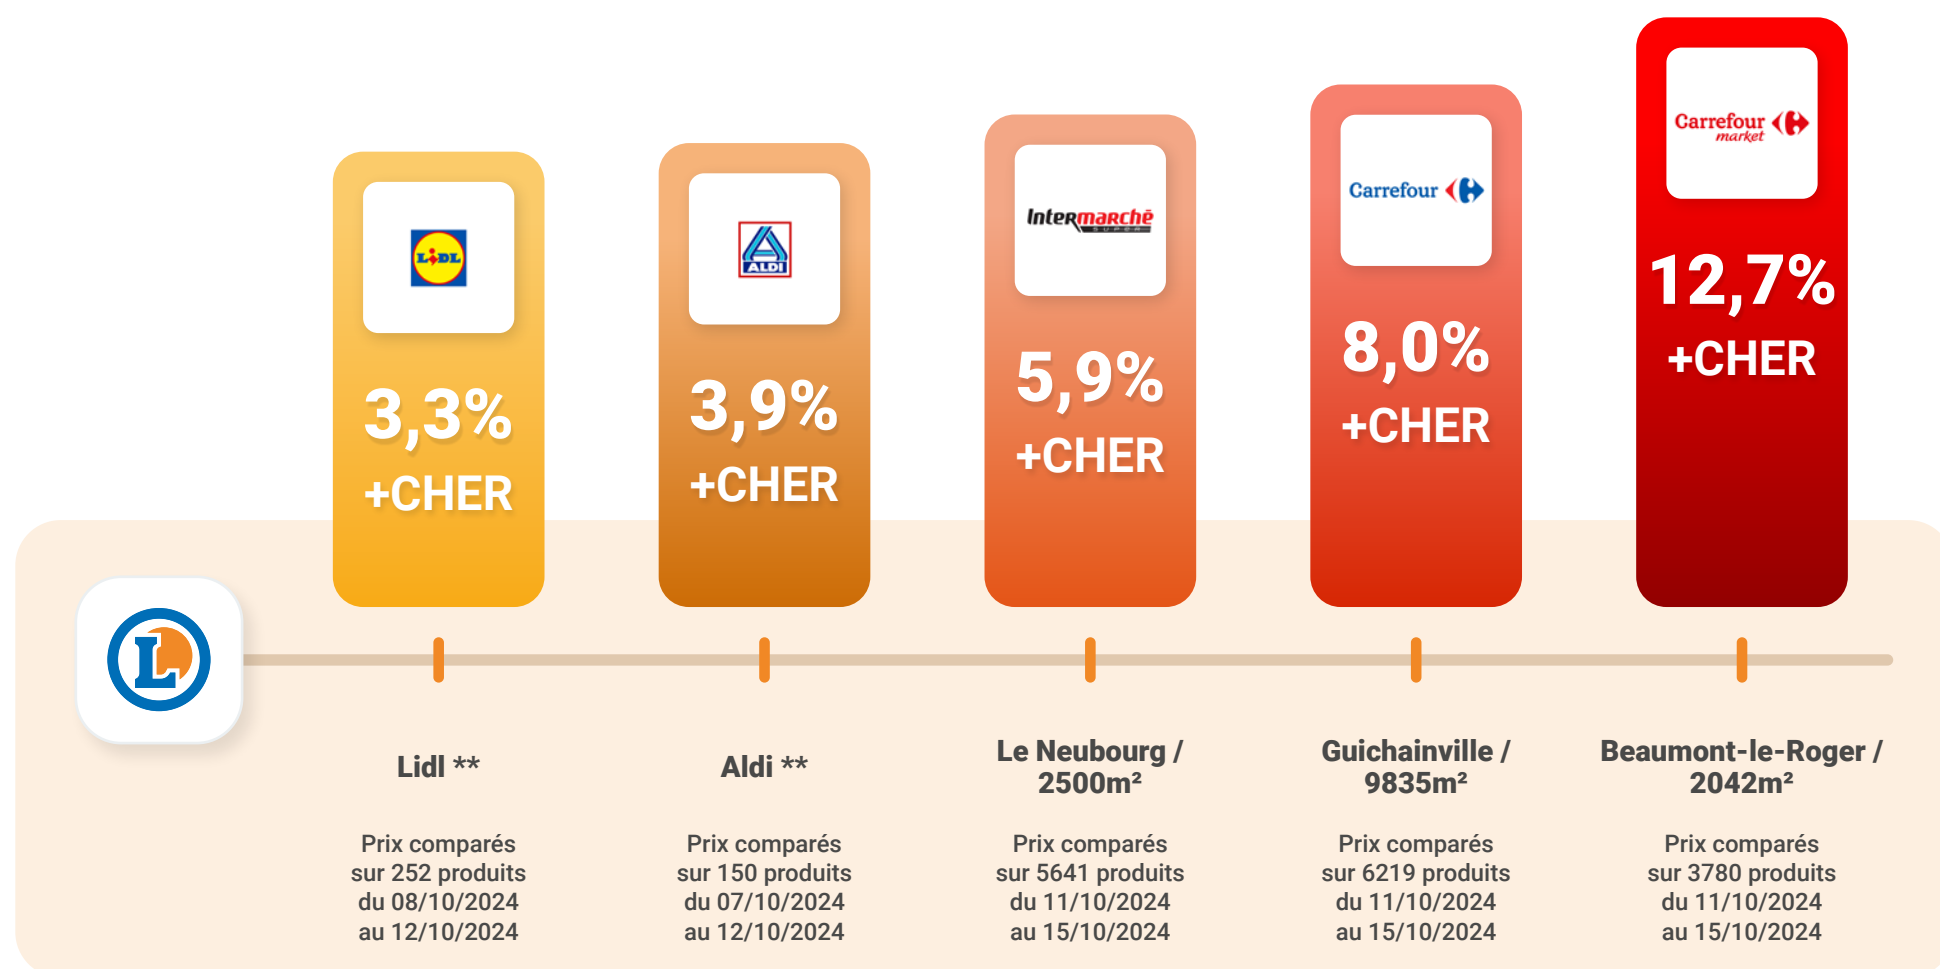 LIDL
3,3%
+CHER
ALDI
3,9%
+CHER
Intermarchē
SUPER
5,9%
+CHER
Carrefour
8,0%
+CHER
Carrefour
market
12,7%
+CHER
L
Lidl **
Prix comparés
sur 252 produits
du 08/10/2024
au 12/10/2024
Aldi **
Prix comparés
sur 150 produits
du 07/10/2024
au 12/10/2024
Le Neubourg /
2500m²
Prix comparés
sur 5641 produits
du 11/10/2024
au 15/10/2024
Guichainville /
9835m²
Prix comparés
sur 6219 produits
du 11/10/2024
au 15/10/2024
Beaumont-le-Roger /
2042m²
Prix comparés
sur 3780 produits
du 11/10/2024
au 15/10/2024